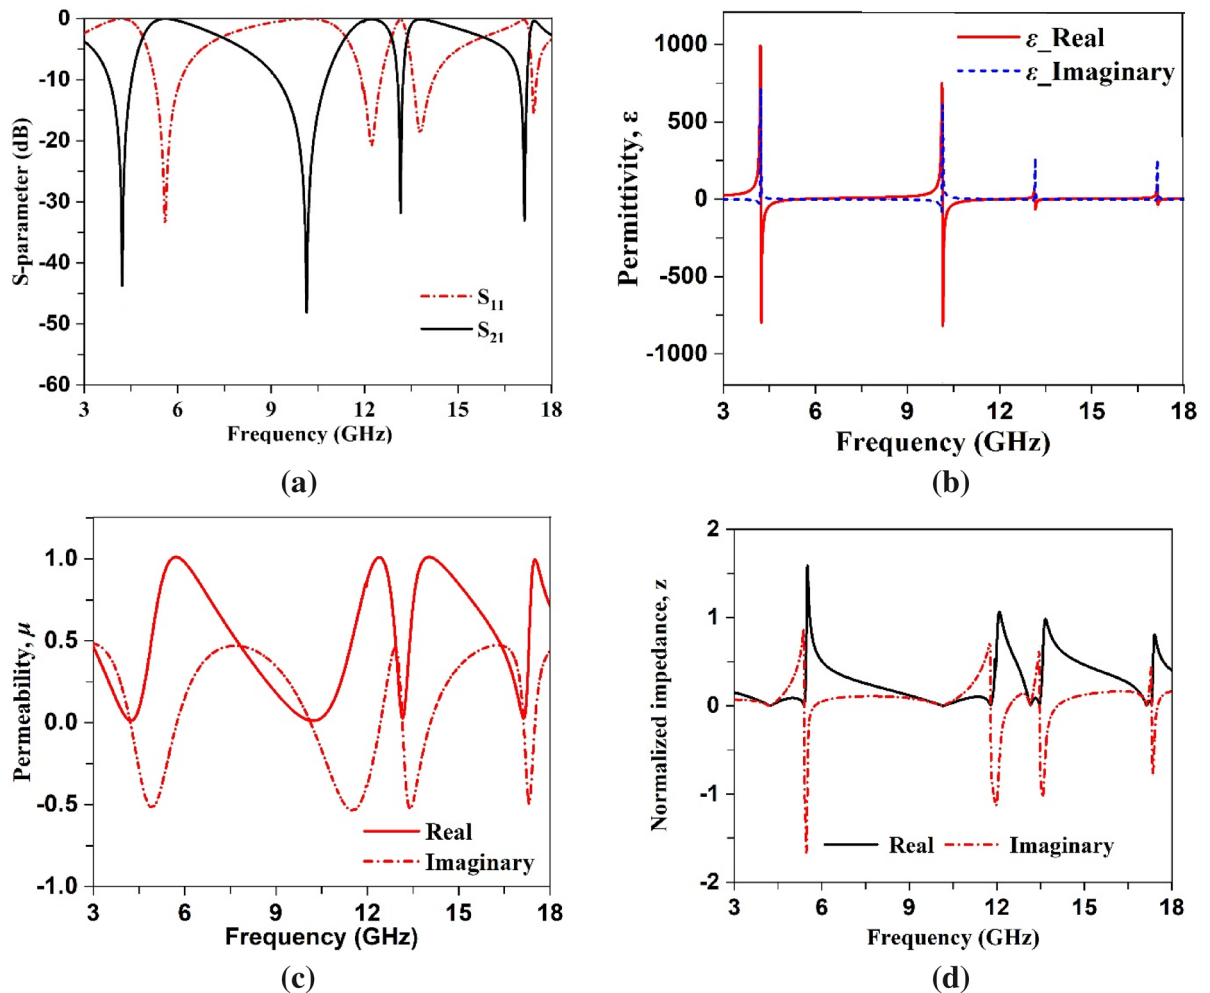 0
-10
-20
-30
-40
-50
-60
S-parameter (dB)
S11
S21
3 6 9 12 15 18
Frequency (GHz)
(a)
1000
500
0
-500
-1000
Permittivity, ε
ε_Real
ε_Imaginary
3 6 9 12 15 18
Frequency (GHz)
(b)
1.0
0.5
0.0
-0.5
-1.0
Permeability, μ
Real
Imaginary
3 6 9 12 15 18
Frequency (GHz)
(c)
2
1
0
-1
-2
Normalized impedance, z
Real Imaginary
3 6 9 12 15 18
Frequency (GHz)
(d)